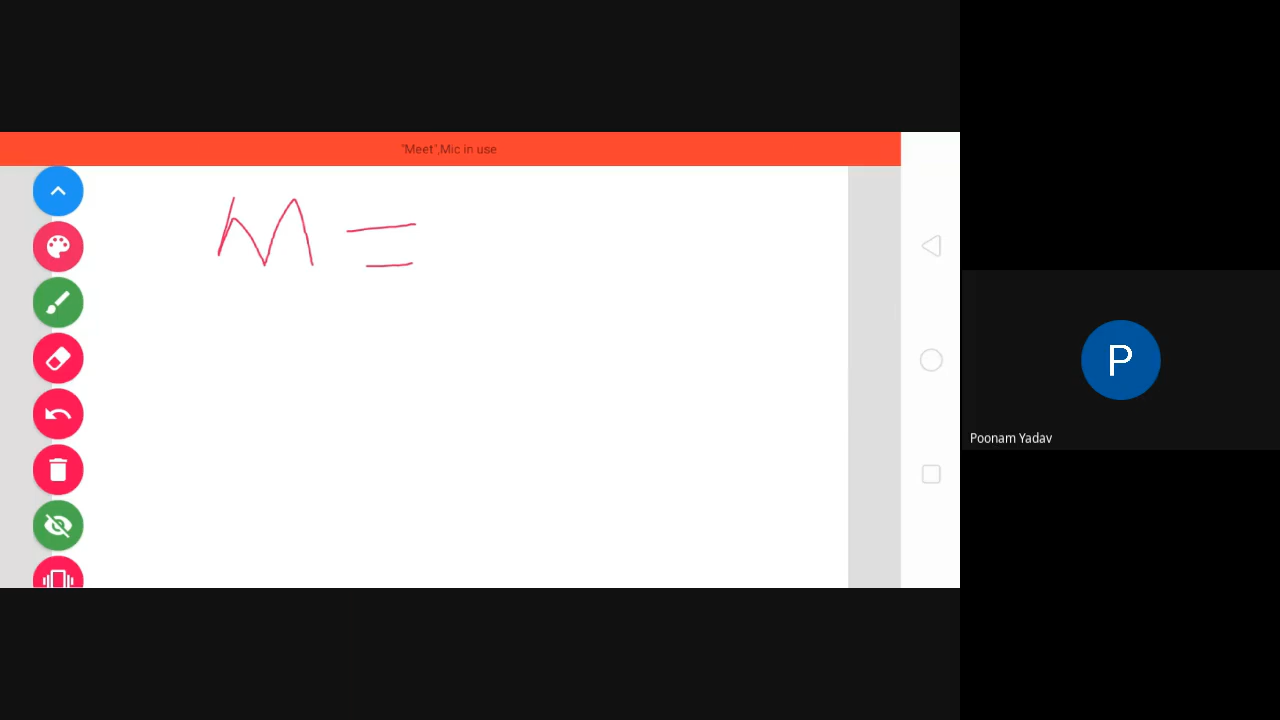 "Meet",Mic in use
M =
P
Poonam Yadav